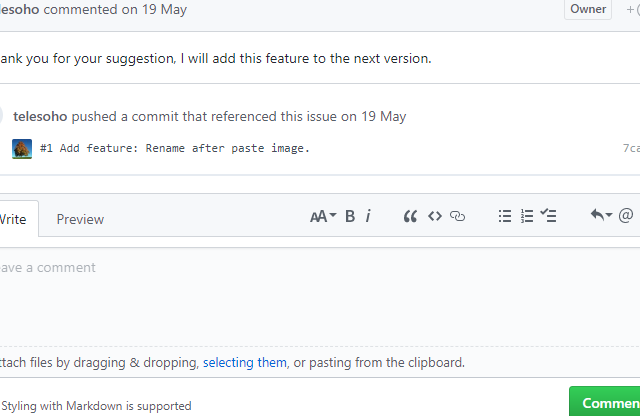 lesoho commented on 19 May Owner
ank you for your suggestion, I will add this feature to the next version.
telesoho pushed a commit that referenced this issue on 19 May
#1 Add feature: Rename after paste image. 7ca
Write Preview AA B i “ <> @
eave a comment
ttach files by dragging & dropping, selecting them, or pasting from the clipboard.
Styling with Markdown is supported
Commen